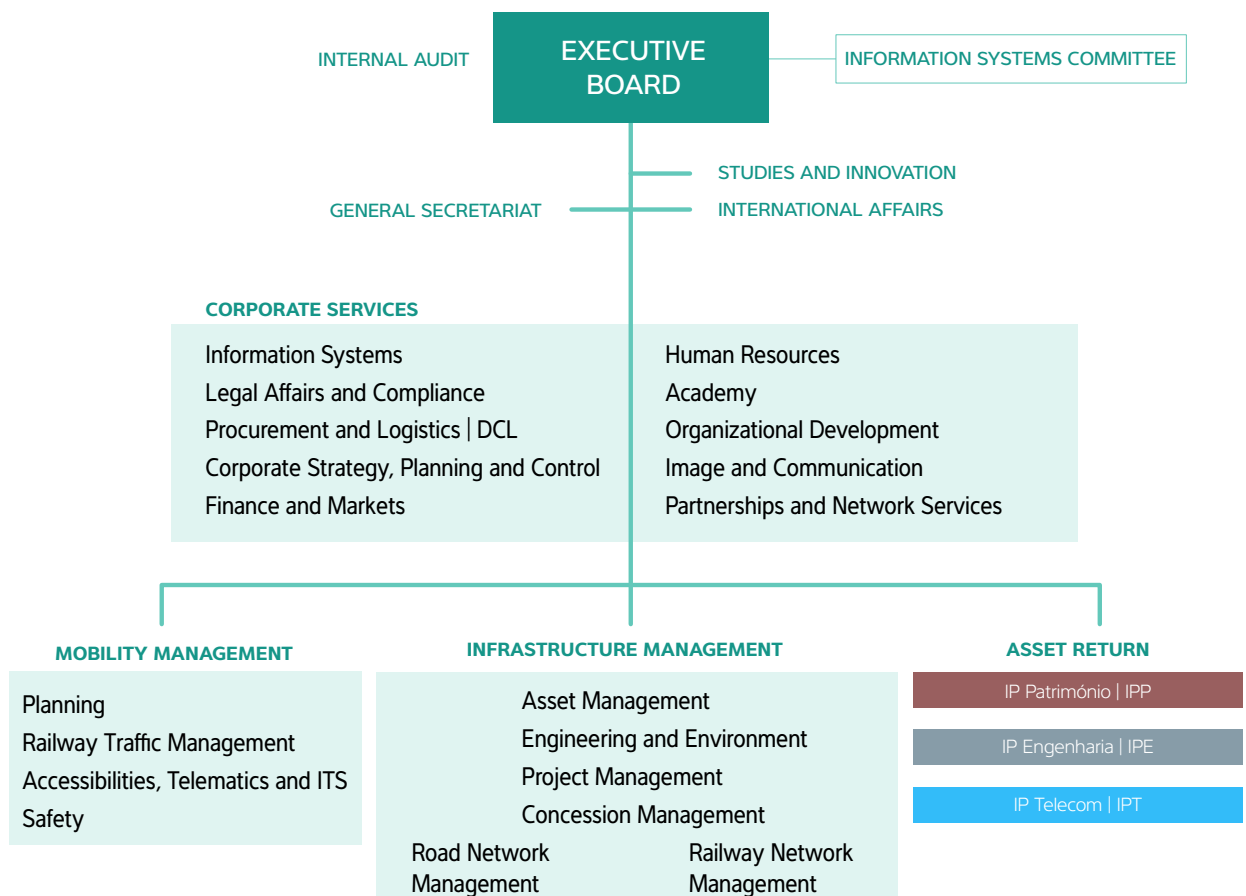 INTERNAL AUDIT
EXECUTIVE
BOARD
INFORMATION SYSTEMS COMMITTEE
STUDIES AND INNOVATION
GENERAL SECRETARIAT
INTERNATIONAL AFFAIRS
CORPORATE SERVICES
Information Systems
Legal Affairs and Compliance
Procurement and Logistics | DCL
Corporate Strategy, Planning and Control
Finance and Markets
Human Resources
Academy
Organizational Development
Image and Communication
Partnerships and Network Services
MOBILITY MANAGEMENT
Planning
Railway Traffic Management
Accessibilities, Telematics and ITS
Safety
INFRASTRUCTURE MANAGEMENT
Asset Management
Engineering and Environment
Project Management
Concession Management
Road Network
Management
Railway Network
Management
ASSET RETURN
IP Património | IPP
IP Engenharia | IPE
IP Telecom | IPT